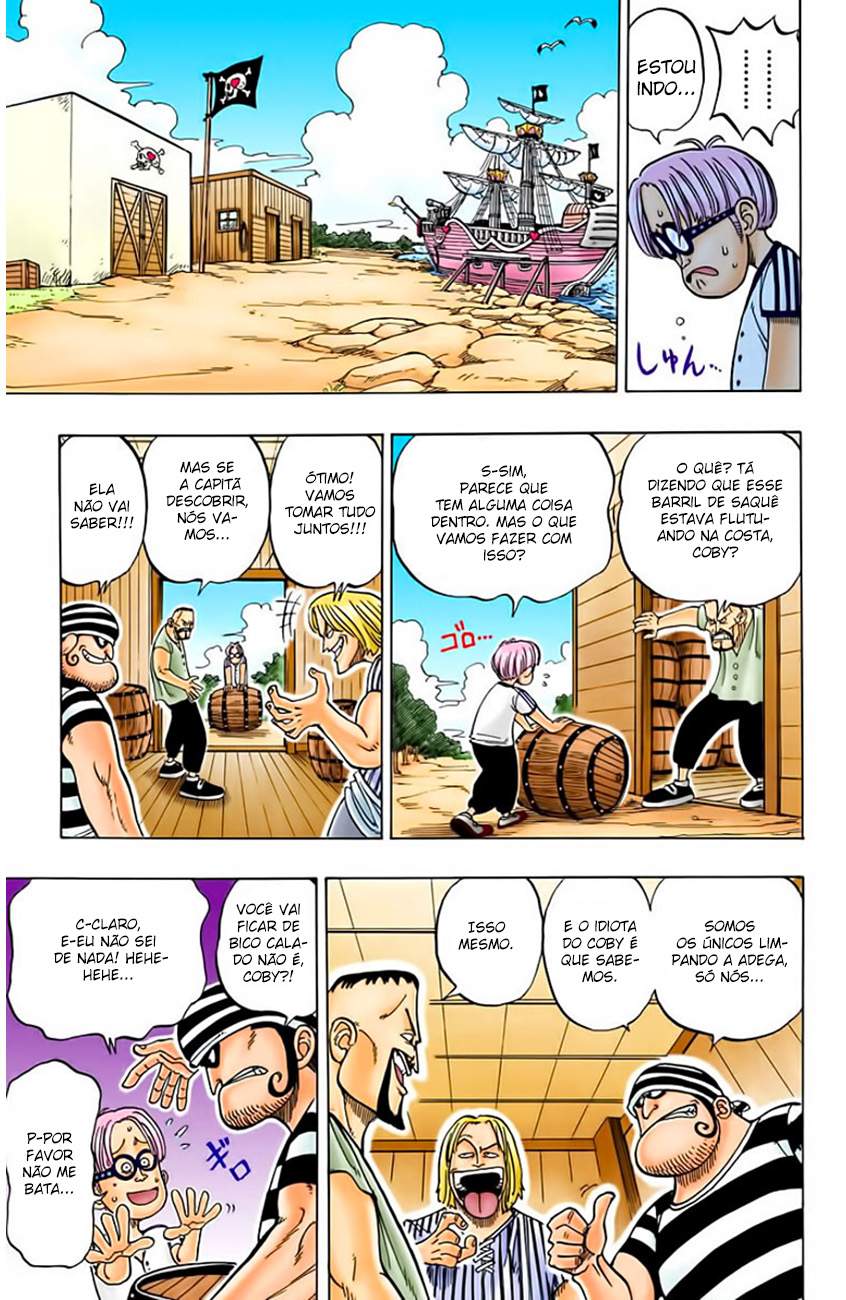 ESTOU
INDO...
しゅん...
O QUÊ? TÁ
DIZENDO QUE ESSE
BARRIL DE SAQUÊ
ESTAVA FLUTU-
ANDO NA COSTA,
COBY?
S-SIM,
PARECE QUE
TEM ALGUMA COISA
DENTRO. MAS O QUE
VAMOS FAZER COM
ISSO?
ゴロ...
ÓTIMO!
VAMOS
TOMAR TUDO
JUNTOS!!!
MAS SE
A CAPITÃ
DESCOBRIR,
NÓS VA-
MOS...
ELA
NÃO VAI
SABER!!!
SOMOS
OS ÚNICOS LIM-
PANDO A ADEGA,
SÓ NÓS...
E O IDIOTA
DO COBY É
QUE SABE-
MOS.
ISSO
MESMO.
VOCÊ VAI
FICAR DE
BICO CALA-
DO NÃO É,
COBY?!
C-CLARO,
E-EU NÃO SEI
DE NADA! HEHE-
HEHE...
ギロ
P-POR
FAVOR
NÃO ME
BATA...